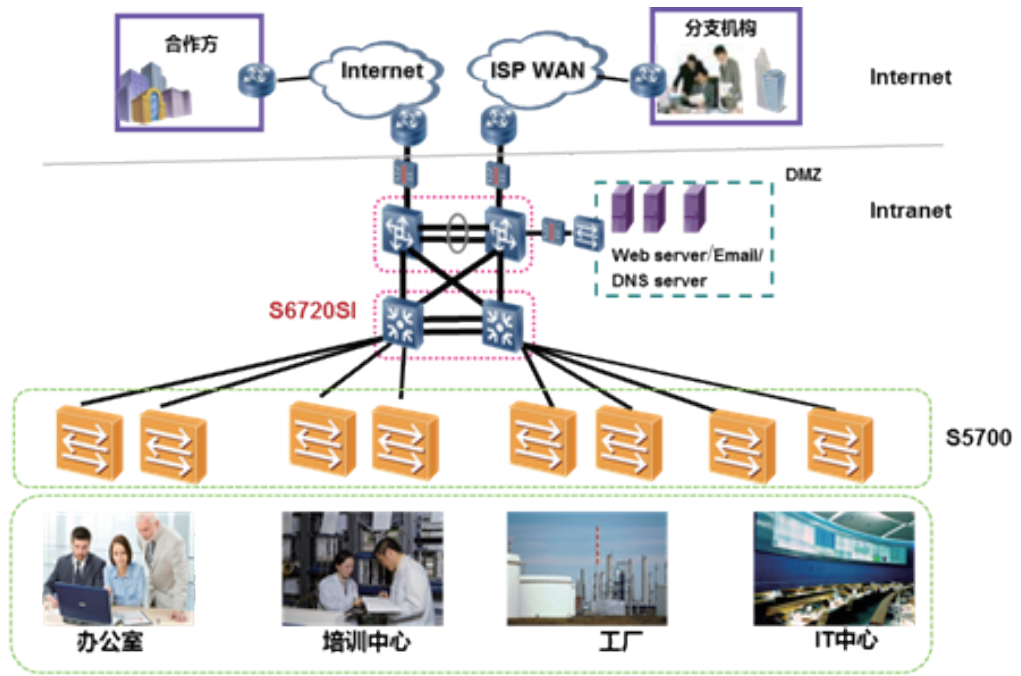 合作方
Internet
ISP WAN
分支机构
Internet
DMZ
Intranet
Web server/Email/
DNS server
S6720SI
S5700
办公室
培训中心
工厂
IT中心